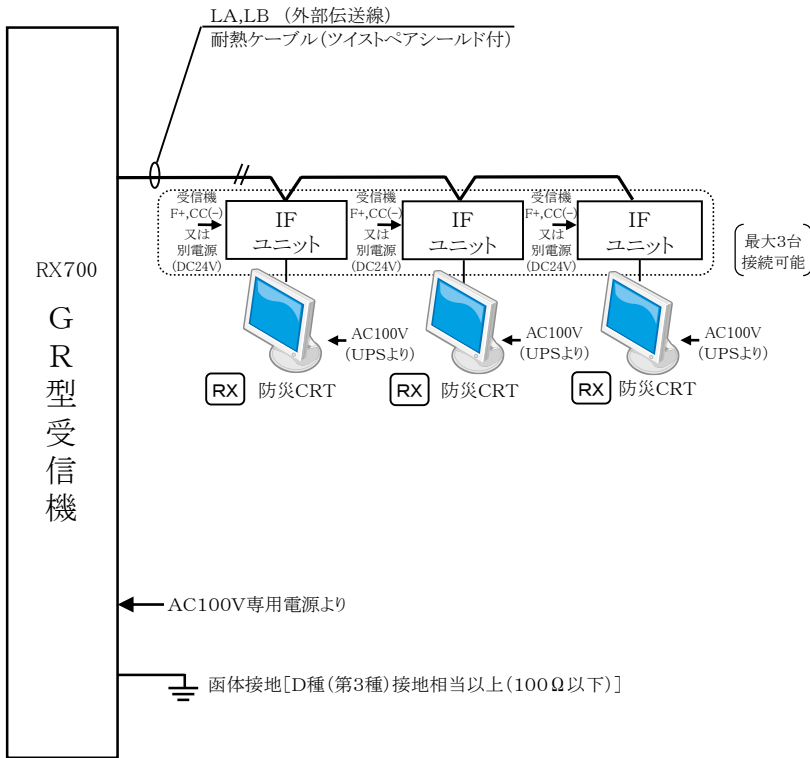 LA,LB （外部伝送線）
耐熱ケーブル（ツイストペアシールド付）
受信機
F+,CC(-)
又は
別電源
(DC24V)
IF
ユニット
受信機
F+,CC(-)
又は
別電源
(DC24V)
IF
ユニット
受信機
F+,CC(-)
又は
別電源
(DC24V)
IF
ユニット
最大3台
接続可能
RX700
GR型受信機
AC100V
(UPSより)
AC100V
(UPSより)
AC100V
(UPSより)
RX 防災CRT
RX 防災CRT
RX 防災CRT
AC100V専用電源より
函体接地[D種(第3種)接地相当以上(100Ω以下)]